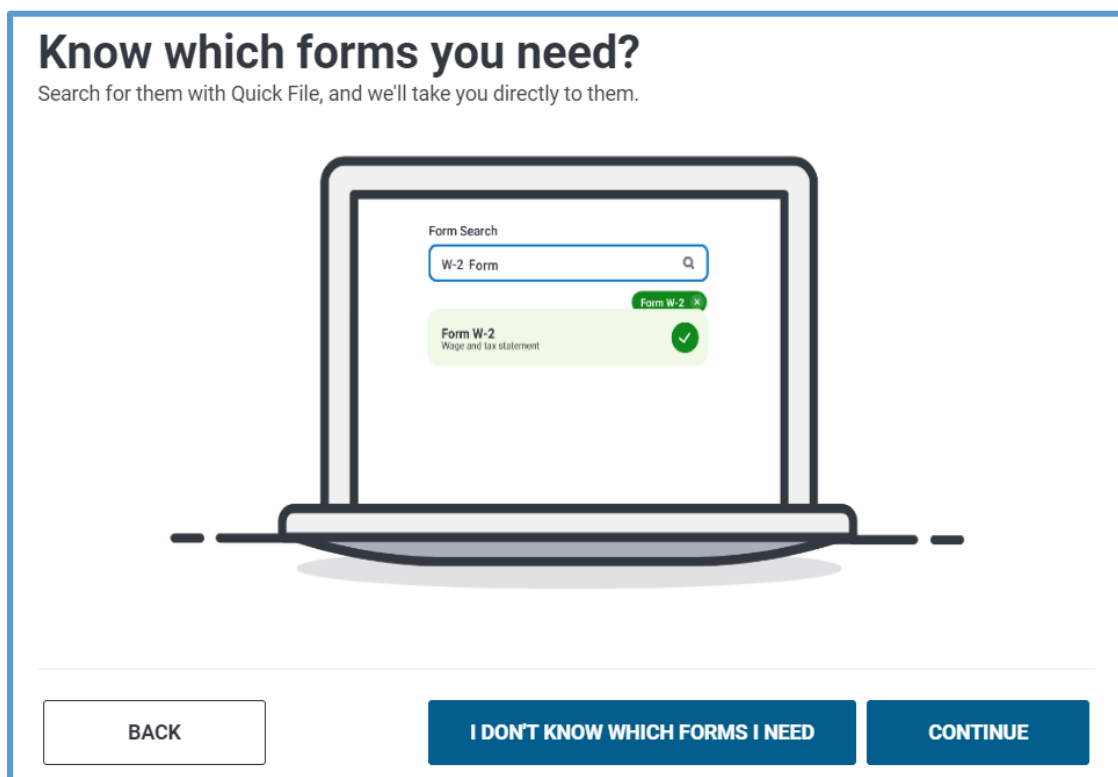 Know which forms you need?
Search for them with Quick File, and we'll take you directly to them.
Form Search
W-2 Form
Form W-2 ×
Form W-2
Wage and tax statement
BACK
I DON'T KNOW WHICH FORMS I NEED
CONTINUE